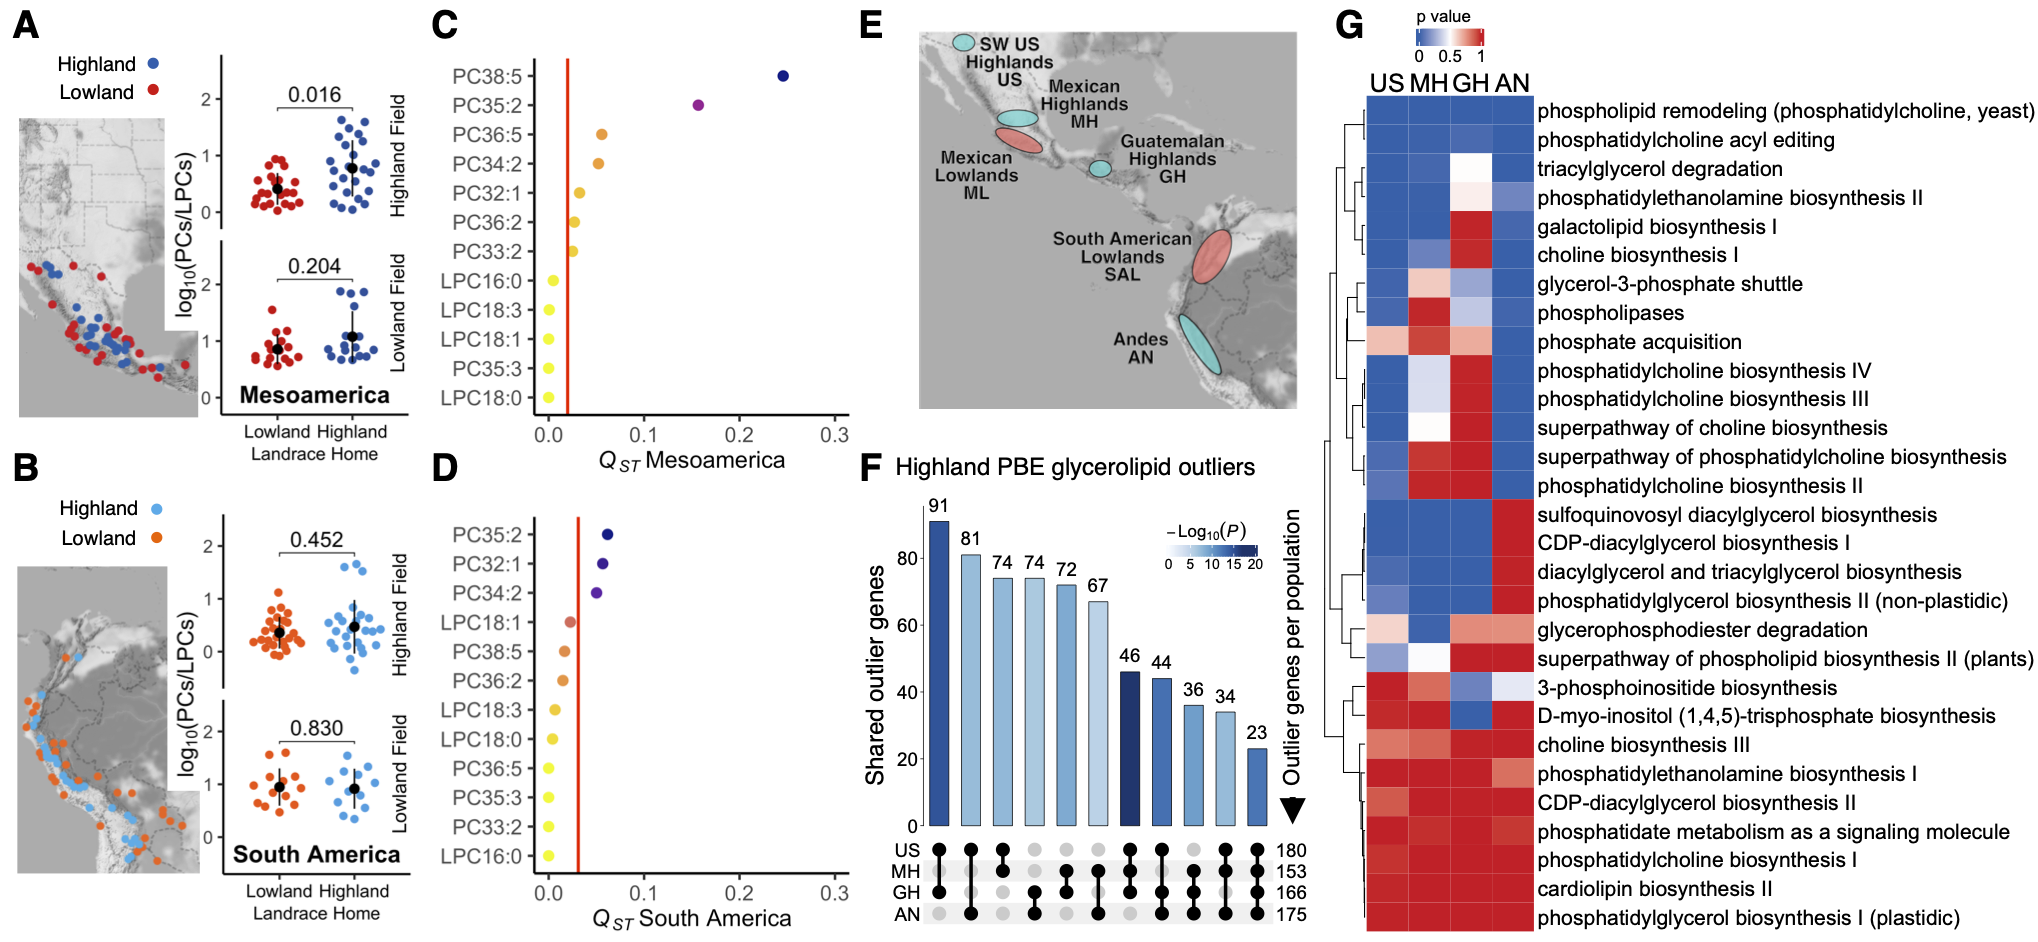 A
Highland
Lowland
log10(PCs/LPCs)
2
1
0
0.016
Highland Field
2
1
0
0.204
Lowland Field
Mesoamerica
Lowland Highland
Landrace Home
B
Highland
Lowland
log10(PCs/LPCs)
2
1
0
0.452
Highland Field
2
1
0
0.830
Lowland Field
South America
Lowland Highland
Landrace Home
C
PC38:5
PC35:2
PC36:5
PC34:2
PC32:1
PC36:2
PC33:2
LPC16:0
LPC18:3
LPC18:1
PC35:3
LPC18:0
0.0 0.1 0.2 0.3
QST Mesoamerica
D
PC35:2
PC32:1
PC34:2
LPC18:1
PC38:5
PC36:2
LPC18:3
LPC18:0
PC36:5
PC35:3
PC33:2
LPC16:0
0.0 0.1 0.2 0.3
QST South America
E
SW US
Highlands
US
Mexican
Highlands
MH
Mexican
Lowlands
ML
Guatemalan
Highlands
GH
South American
Lowlands
SAL
Andes
AN
F Highland PBE glycerolipid outliers
Shared outlier genes
80
60
40
20
0
91 81 74 74 72 67 46 44 36 34 23
−Log10(P)
0 5 10 15 20
Outlier genes per population
US 180
MH 153
GH 166
AN 175
G
p value
0 0.5 1
US MH GH AN
phospholipid remodeling (phosphatidylcholine, yeast)
phosphatidylcholine acyl editing
triacylglycerol degradation
phosphatidylethanolamine biosynthesis II
galactolipid biosynthesis I
choline biosynthesis I
glycerol-3-phosphate shuttle
phospholipases
phosphate acquisition
phosphatidylcholine biosynthesis IV
phosphatidylcholine biosynthesis III
superpathway of choline biosynthesis
superpathway of phosphatidylcholine biosynthesis
phosphatidylcholine biosynthesis II
sulfoquinovosyl diacylglycerol biosynthesis
CDP-diacylglycerol biosynthesis I
diacylglycerol and triacylglycerol biosynthesis
phosphatidylglycerol biosynthesis II (non-plastidic)
glycerophosphodiester degradation
superpathway of phospholipid biosynthesis II (plants)
3-phosphoinositide biosynthesis
D-myo-inositol (1,4,5)-trisphosphate biosynthesis
choline biosynthesis III
phosphatidylethanolamine biosynthesis I
CDP-diacylglycerol biosynthesis II
phosphatidate metabolism as a signaling molecule
phosphatidylcholine biosynthesis I
cardiolipin biosynthesis II
phosphatidylglycerol biosynthesis I (plastidic)